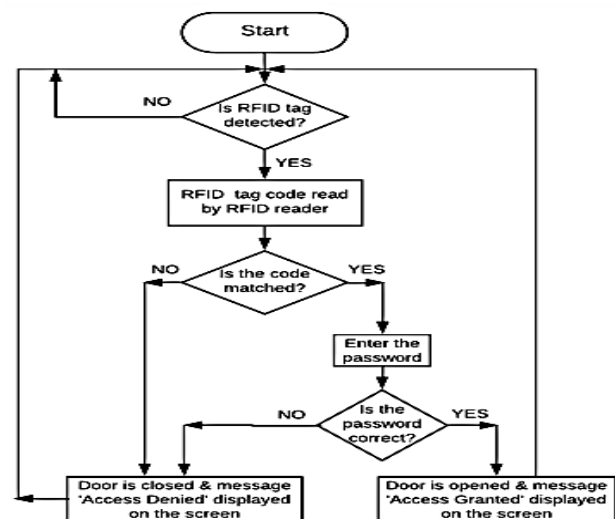 Start
NO
Is RFID tag
detected?
YES
RFID tag code read
by RFID reader
NO
Is the code
matched?
YES
Enter the
password
NO
Is the
password
correct?
YES
Door is closed & message
'Access Denied' displayed
on the screen
Door is opened & message
'Access Granted' displayed
on the screen